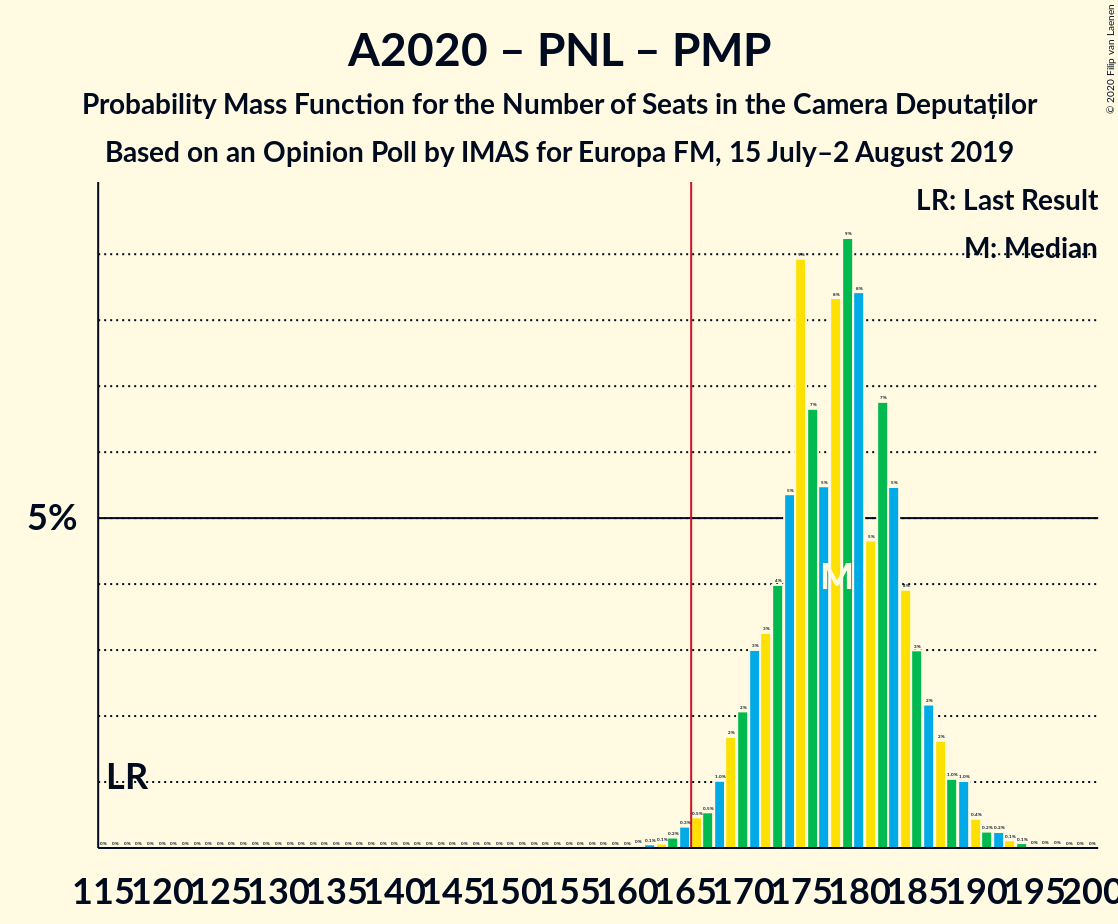 A2020 – PNL – PMP
Probability Mass Function for the Number of Seats in the Camera Deputaților
Based on an Opinion Poll by IMAS for Europa FM, 15 July–2 August 2019
© 2020 Filip van Laenen
LR: Last Result
M: Median
5%
M
LR
115 120 125 130 135 140 145 150 155 160 165 170 175 180 185 190 195 200